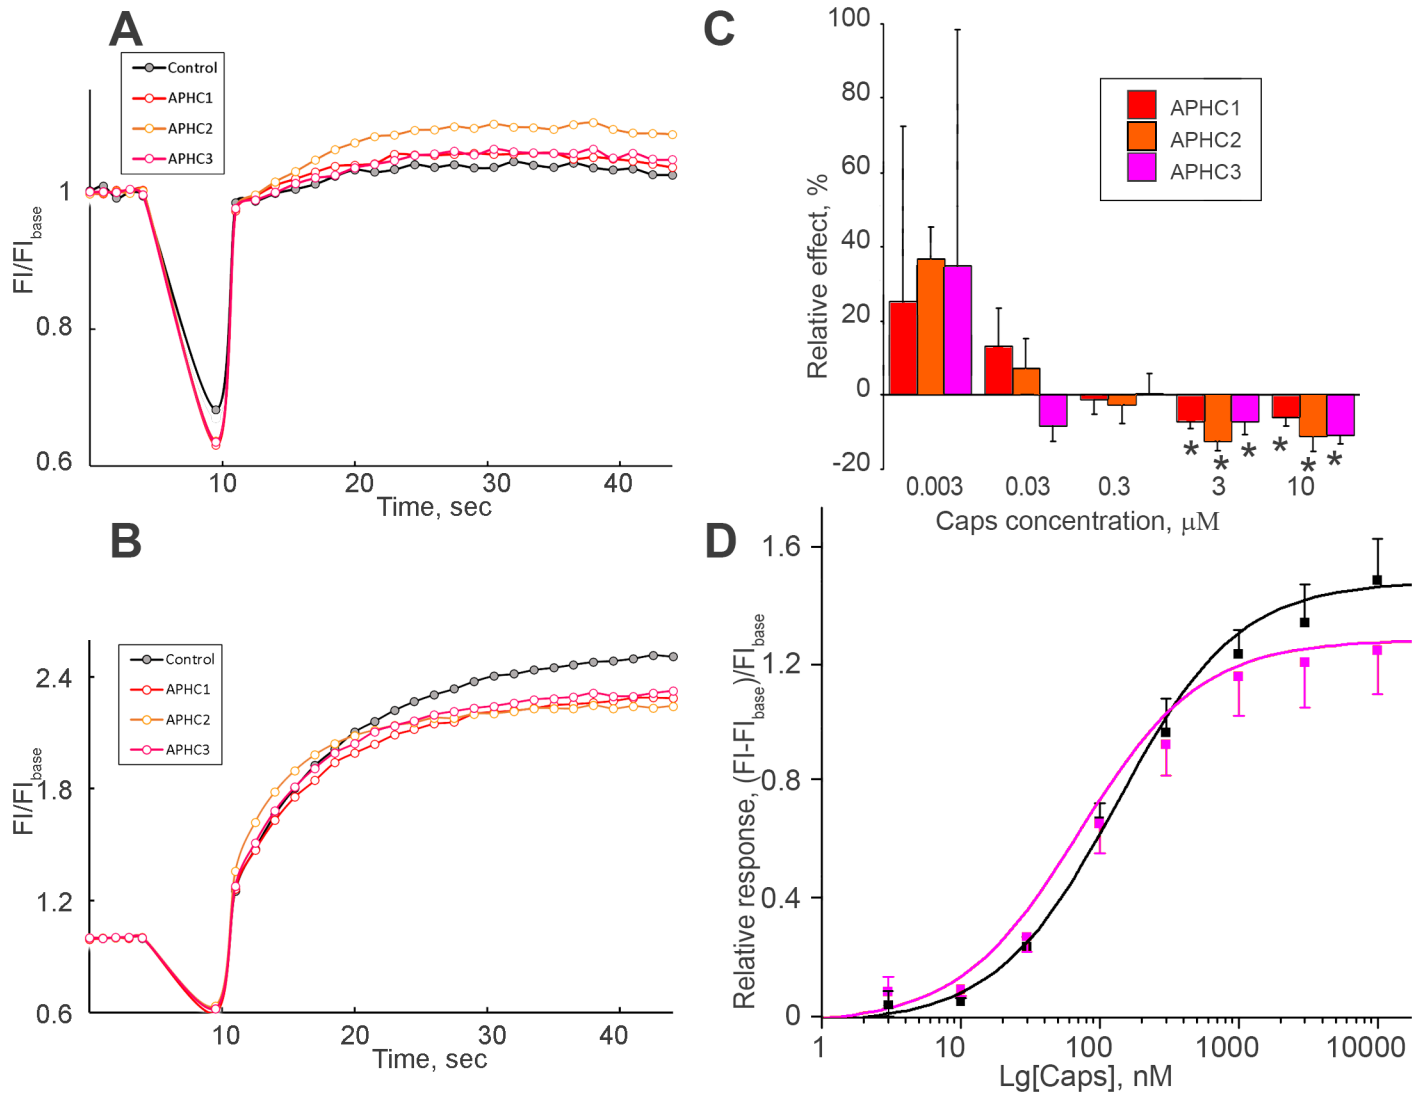 A
Control
APHC1
APHC2
APHC3
FI/FIbase
1
0.8
0.6
10
20
30
40
Time, sec
B
Control
APHC1
APHC2
APHC3
FI/FIbase
2.4
1.8
1.2
0.6
10
20
30
40
Time, sec
C
APHC1
APHC2
APHC3
Relative effect, %
100
80
60
40
20
0
-20
* * * * * *
0.003 0.03 0.3 3 10
Caps concentration, μM
D
Relative response, (FI-FIbase)/FIbase
1.6
1.2
0.8
0.4
0
1 10 100 1000 10000
Lg[Caps], nM